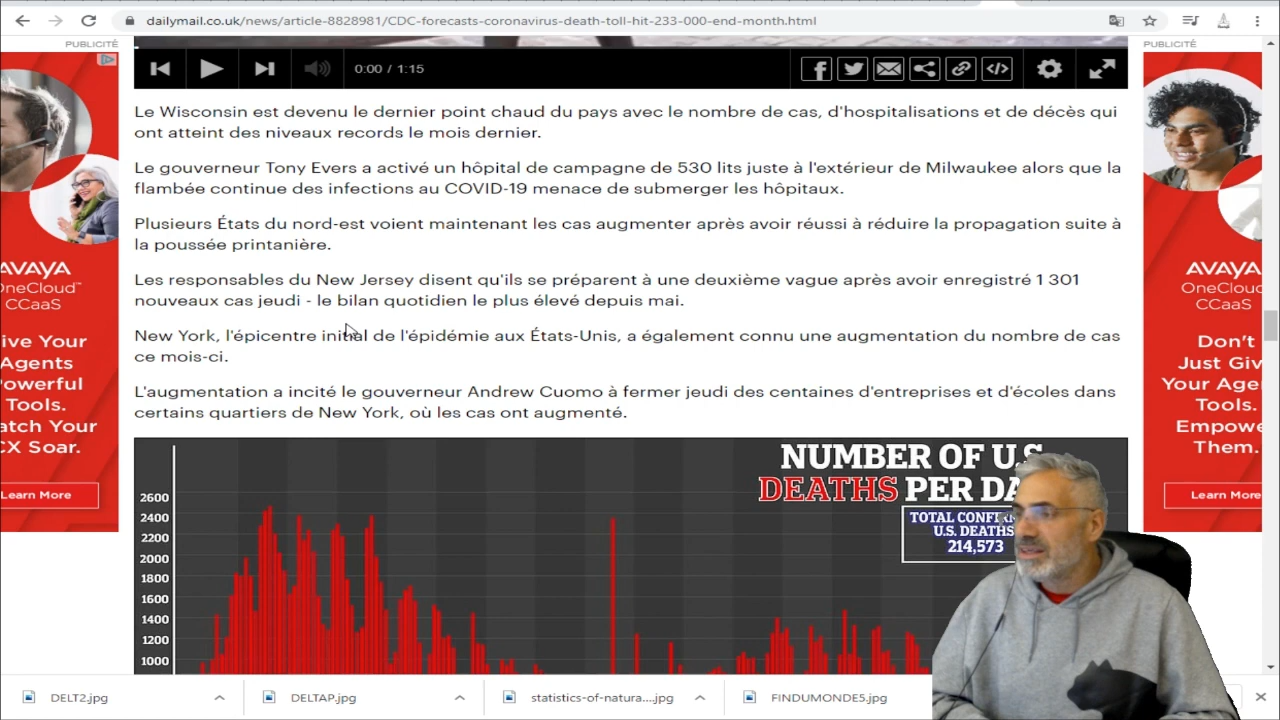 dailymail.co.uk/news/article-8828981/CDC-forecasts-coronavirus-death-toll-hit-233-000-end-month.html
PUBLICITÉ
PUBLICITÉ
0:00 / 1:15
Le Wisconsin est devenu le dernier point chaud du pays avec le nombre de cas, d'hospitalisations et de décès qui
ont atteint des niveaux records le mois dernier.
Le gouverneur Tony Evers a activé un hôpital de campagne de 530 lits juste à l'extérieur de Milwaukee alors que la
flambée continue des infections au COVID-19 menace de submerger les hôpitaux.
Plusieurs États du nord-est voient maintenant les cas augmenter après avoir réussi à réduire la propagation suite à
la poussée printanière.
Les responsables du New Jersey disent qu'ils se préparent à une deuxième vague après avoir enregistré 1 301
nouveaux cas jeudi - le bilan quotidien le plus élevé depuis mai.
New York, l'épicentre initial de l'épidémie aux États-Unis, a également connu une augmentation du nombre de cas
ce mois-ci.
L'augmentation a incité le gouverneur Andrew Cuomo à fermer jeudi des centaines d'entreprises et d'écoles dans
certains quartiers de New York, où les cas ont augmenté.
AVAYA
OneCloud™
CCaaS
ive Your
Agents
Powerful
Tools.
atch Your
CX Soar.
Learn More
AVAYA
OneCloud
CCaaS
Don't
Just Giv
Your Age
Tools.
Empowe
Them.
Learn More
NUMBER OF U.S.
DEATHS PER DA
TOTAL CONFIR
U.S. DEATHS
214,573
2600
2400
2200
2000
1800
1600
1400
1200
1000
DELT2.jpg
DELTAP.jpg
statistics-of-natura....jpg
FINDUMONDE5.jpg